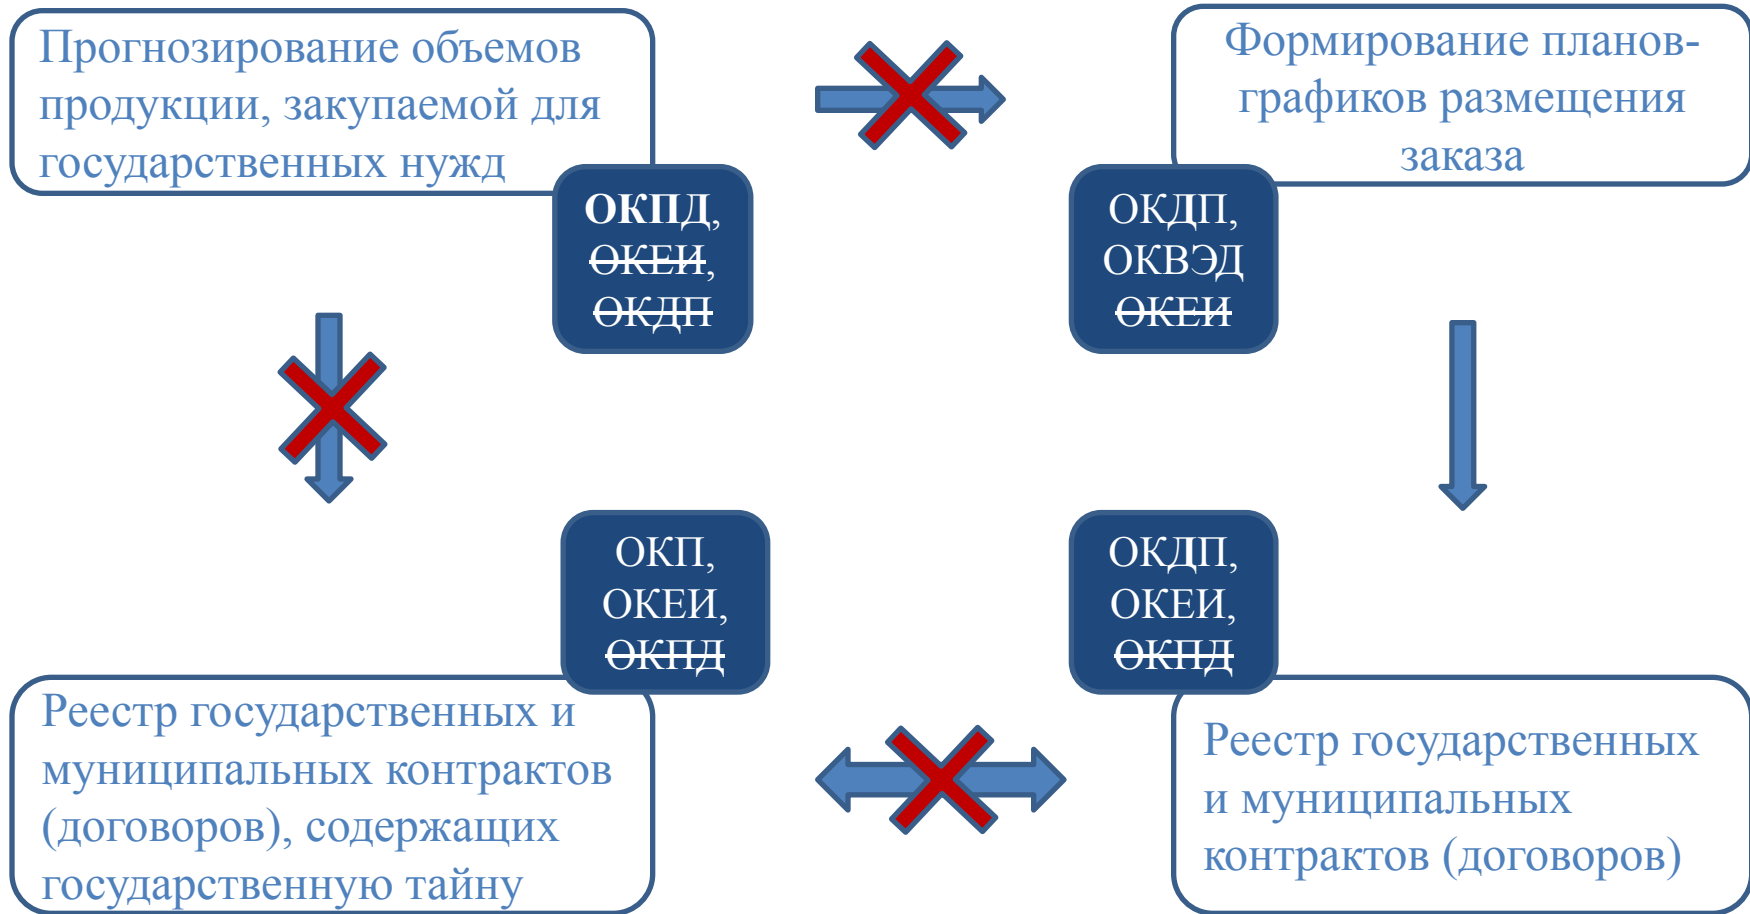 Прогнозирование объемов
продукции, закупаемой для
государственных нужд
ОКПД,
ОКЕИ,
ОКДП
Формирование планов-
графиков размещения
заказа
ОКДП,
ОКВЭД
ОКЕИ
ОКП,
ОКЕИ,
ОКПД
Реестр государственных и
муниципальных контрактов
(договоров), содержащих
государственную тайну
ОКДП,
ОКЕИ,
ОКПД
Реестр государственных
и муниципальных
контрактов (договоров)